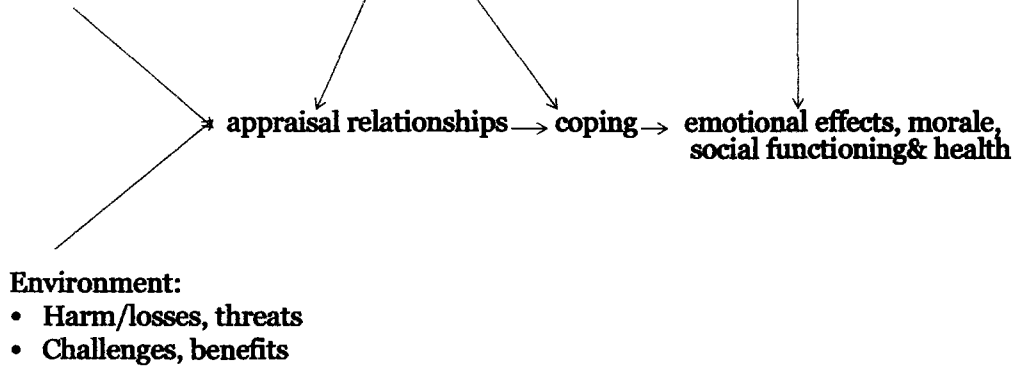 appraisal relationships → coping → emotional effects, morale,
social functioning& health
Environment:
• Harm/losses, threats
• Challenges, benefits